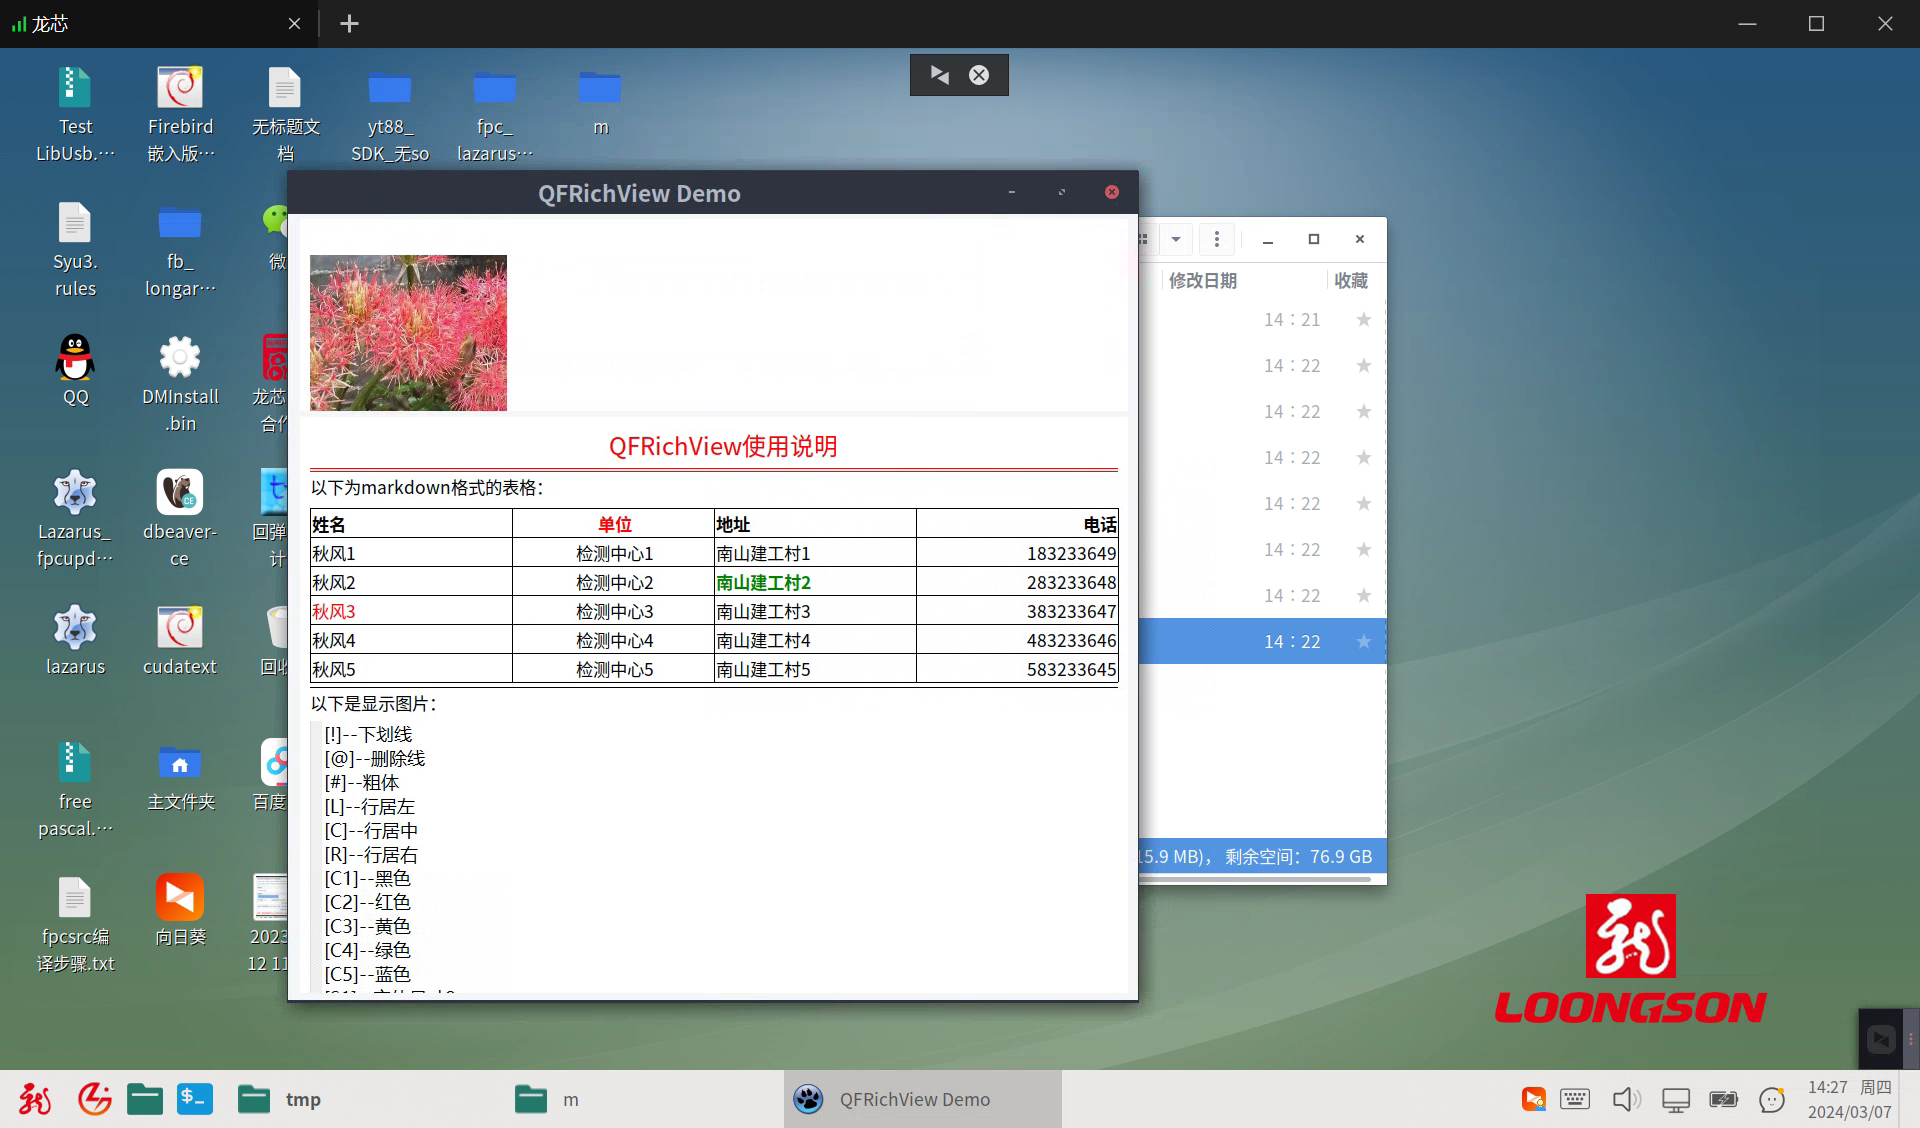 龙芯
Test
LibUsb.…
Firebird
嵌入版…
无标题文
档
yt88_
SDK_无so
fpc_
lazarus…
m
Syu3.
rules
fb_
longar…
微
QQ
DMInstall
.bin
龙芯
合作
Lazarus_
fpcupd…
dbeaver-
ce
回弹
计
lazarus
cudatext
回收
free
pascal.…
主文件夹
百度
fpcsrc编
译步骤.txt
向日葵
2023
12 11
QFRichView Demo
QFRichView使用说明
以下为markdown格式的表格：
姓名 单位 地址 电话
秋风1 检测中心1 南山建工村1 183233649
秋风2 检测中心2 南山建工村2 283233648
秋风3 检测中心3 南山建工村3 383233647
秋风4 检测中心4 南山建工村4 483233646
秋风5 检测中心5 南山建工村5 583233645
以下是显示图片：
[!]--下划线
[@]--删除线
[#]--粗体
[L]--行居左
[C]--行居中
[R]--行居右
[C1]--黑色
[C2]--红色
[C3]--黄色
[C4]--绿色
[C5]--蓝色
修改日期 收藏
14：21
14：22
14：22
14：22
14：22
14：22
14：22
14：22
15.9 MB)， 剩余空间：76.9 GB
LOONGSON
tmp
m
QFRichView Demo
14:27 周四
2024/03/07